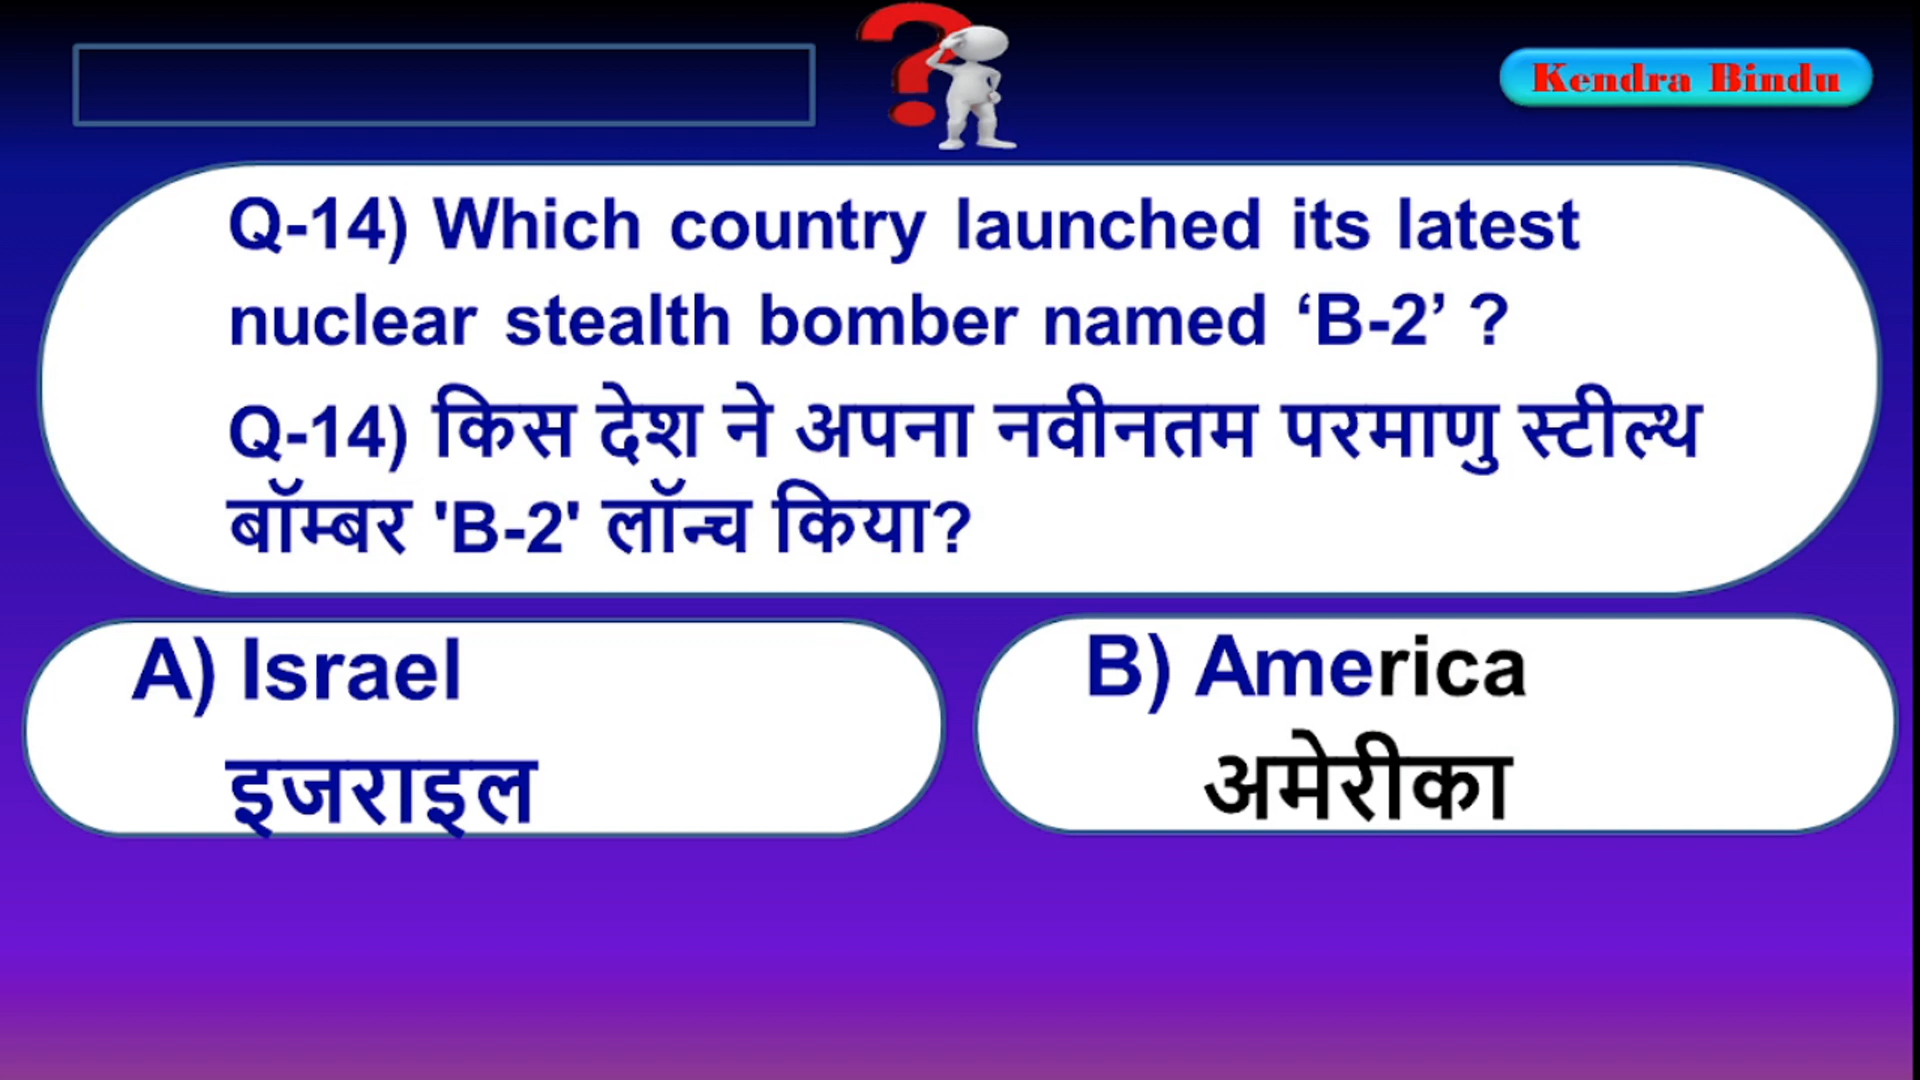 Kendra Bindu
Q-14) Which country launched its latest
nuclear stealth bomber named ‘B-2’ ?
Q-14) किस देश ने अपना नवीनतम परमाणु स्टील्थ
बॉम्बर 'B-2' लॉन्च किया?
A) Israel
इजराइल
B) America
अमेरीका